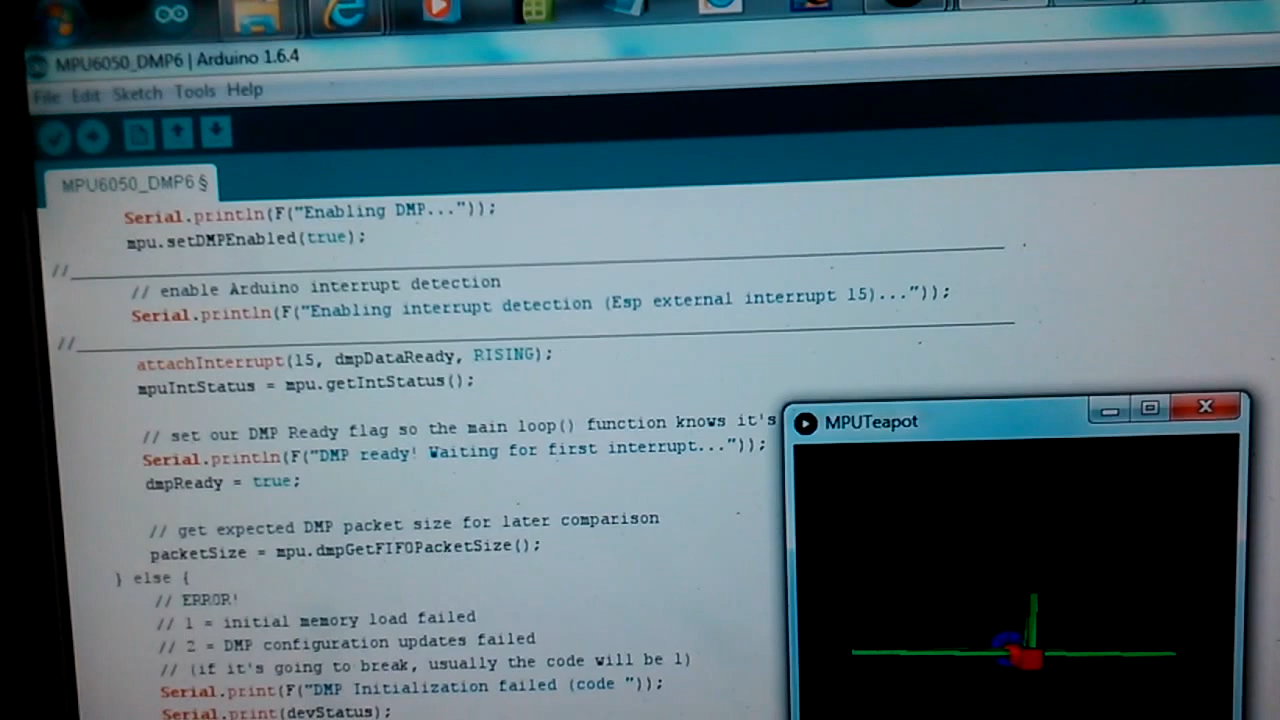 MPU6050_DMP6 | Arduino 1.6.4
File Edit Sketch Tools Help
MPU6050_DMP6 §
Serial.println(F("Enabling DMP..."));
mpu.setDMPEnabled(true);
//
// enable Arduino interrupt detection
Serial.println(F("Enabling interrupt detection (Esp external interrupt 15)..."));
//
attachInterrupt(15, dmpDataReady, RISING);
mpuIntStatus = mpu.getIntStatus();
// set our DMP Ready flag so the main loop() function knows it's
Serial.println(F("DMP ready! Waiting for first interrupt..."));
dmpReady = true;
// get expected DMP packet size for later comparison
packetSize = mpu.dmpGetFIFOPacketSize();
} else {
// ERROR!
// 1 = initial memory load failed
// 2 = DMP configuration updates failed
// (if it's going to break, usually the code will be 1)
Serial.print(F("DMP Initialization failed (code "));
Serial.print(devStatus);
MPUTeapot